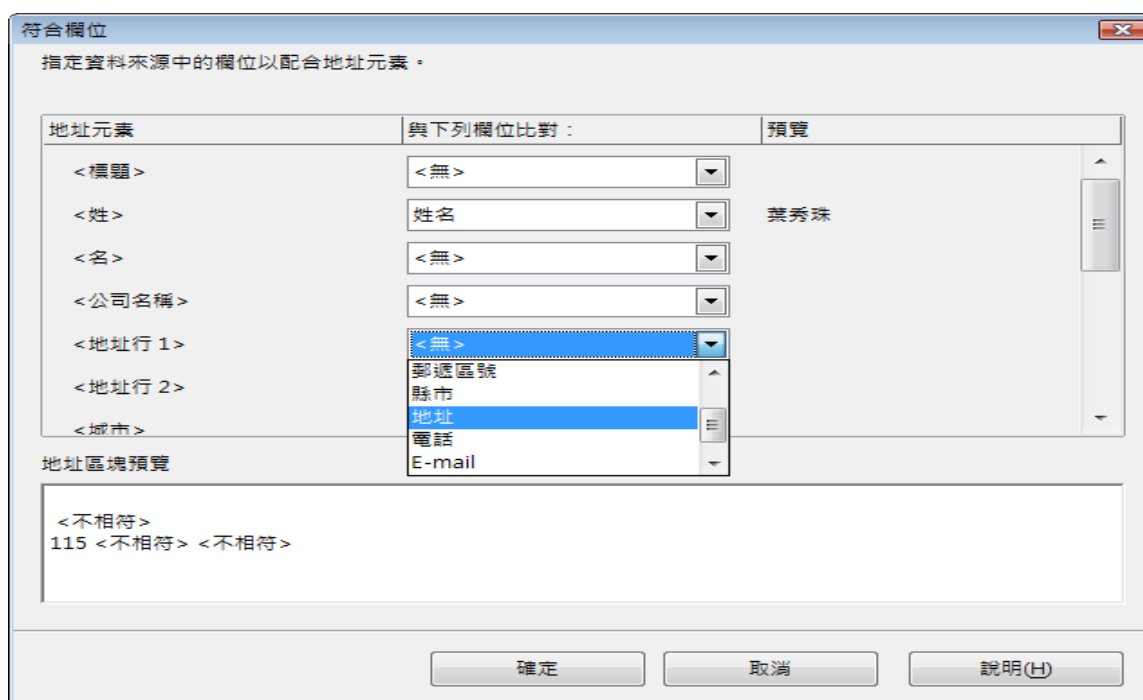 符合欄位
指定資料來源中的欄位以配合地址元素。
地址元素 與下列欄位比對： 預覽
<標題> <無>
<姓> 姓名 葉秀珠
<名> <無>
<公司名稱> <無>
<地址行 1> <無>
郵遞區號
<地址行 2>
縣市
地址
<城市>
電話
E-mail
地址區塊預覽
<不相符>
115 <不相符> <不相符>
確定 取消 說明(H)